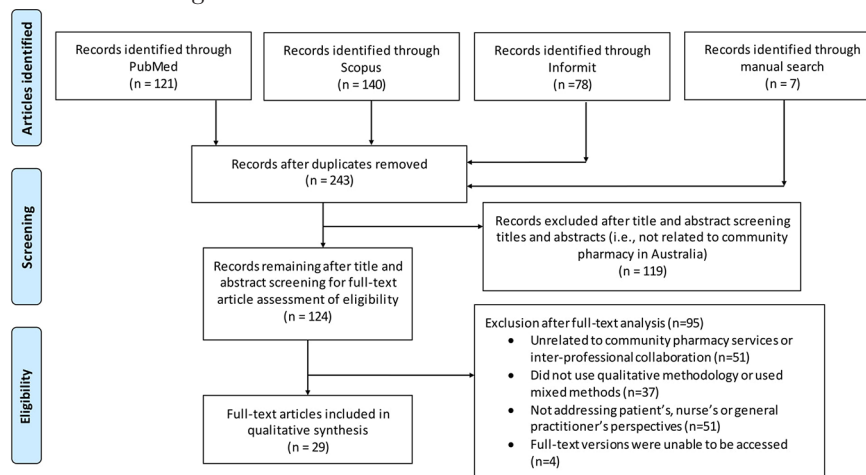 Articles identified
Records identified through
PubMed
(n = 121)
Records identified through
Scopus
(n = 140)
Records identified through
Informit
(n =78)
Records identified through
manual search
(n = 7)
Records after duplicates removed
(n = 243)
Screening
Records excluded after title and abstract screening
titles and abstracts (i.e., not related to community
pharmacy in Australia)
(n = 119)
Records remaining after title and
abstract screening for full-text
article assessment of eligibility
(n = 124)
Eligibility
Exclusion after full-text analysis (n=95)
• Unrelated to community pharmacy services or
inter-professional collaboration (n=51)
• Did not use qualitative methodology or used
mixed methods (n=37)
• Not addressing patient's, nurse's or general
practitioner's perspectives (n=51)
• Full-text versions were unable to be accessed
(n=4)
Full-text articles included in
qualitative synthesis
(n = 29)